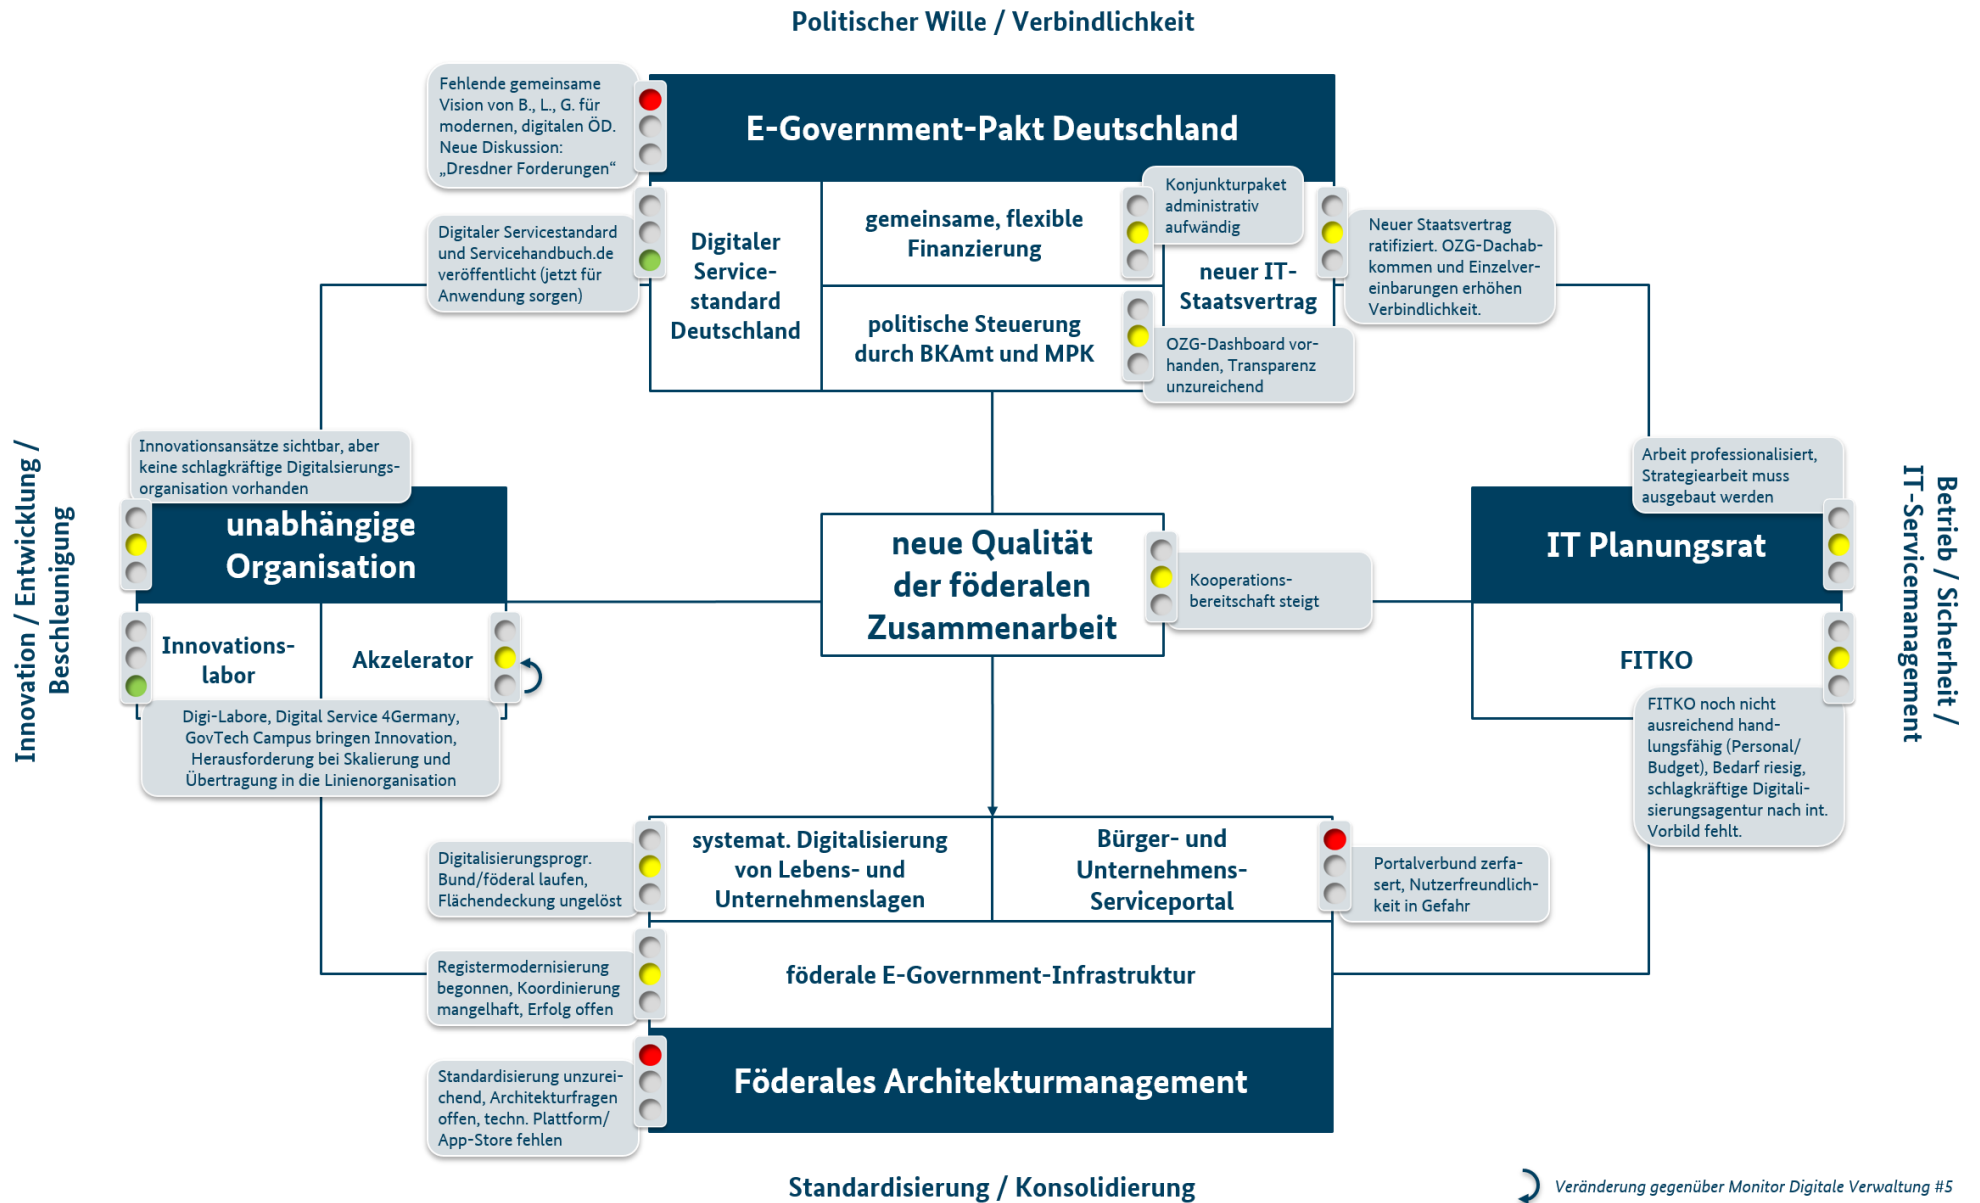 Politischer Wille / Verbindlichkeit
Fehlende gemeinsame
Vision von B., L., G. für
modernen, digitalen ÖD.
Neue Diskussion:
„Dresdner Forderungen“
E-Government-Pakt Deutschland
Digitaler Servicestandard
und Servicehandbuch.de
veröffentlicht (jetzt für
Anwendung sorgen)
Digitaler
Service-
standard
Deutschland
gemeinsame, flexible
Finanzierung
Konjunkturpaket
administrativ
aufwändig
politische Steuerung
durch BKAmt und MPK
OZG-Dashboard vor-
handen, Transparenz
unzureichend
neuer IT-
Staatsvertrag
Neuer Staatsvertrag
ratifiziert. OZG-Dachab-
kommen und Einzelver-
einbarungen erhöhen
Verbindlichkeit.
Innovation / Entwicklung /
Beschleunigung
Innovationsansätze sichtbar, aber
keine schlagkräftige Digitalsierungs-
organisation vorhanden
unabhängige
Organisation
Innovations-
labor
Akzelerator
Digi-Labore, Digital Service 4Germany,
GovTech Campus bringen Innovation,
Herausforderung bei Skalierung und
Übertragung in die Linienorganisation
neue Qualität
der föderalen
Zusammenarbeit
Kooperations-
bereitschaft steigt
Arbeit professionalisiert,
Strategiearbeit muss
ausgebaut werden
IT Planungsrat
FITKO
FITKO noch nicht
ausreichend hand-
lungsfähig (Personal/
Budget), Bedarf riesig,
schlagkräftige Digitali-
sierungsagentur nach int.
Vorbild fehlt.
Betrieb / Sicherheit /
IT-Servicemanagement
Digitalisierungsprogr.
Bund/föderal laufen,
Flächendeckung ungelöst
systemat. Digitalisierung
von Lebens- und
Unternehmenslagen
Bürger- und
Unternehmens-
Serviceportal
Portalverbund zerfa-
sert, Nutzerfreundlich-
keit in Gefahr
Registermodernisierung
begonnen, Koordinierung
mangelhaft, Erfolg offen
föderale E-Government-Infrastruktur
Standardisierung unzurei-
chend, Architekturfragen
offen, techn. Plattform/
App-Store fehlen
Föderales Architekturmanagement
Standardisierung / Konsolidierung
Veränderung gegenüber Monitor Digitale Verwaltung #5